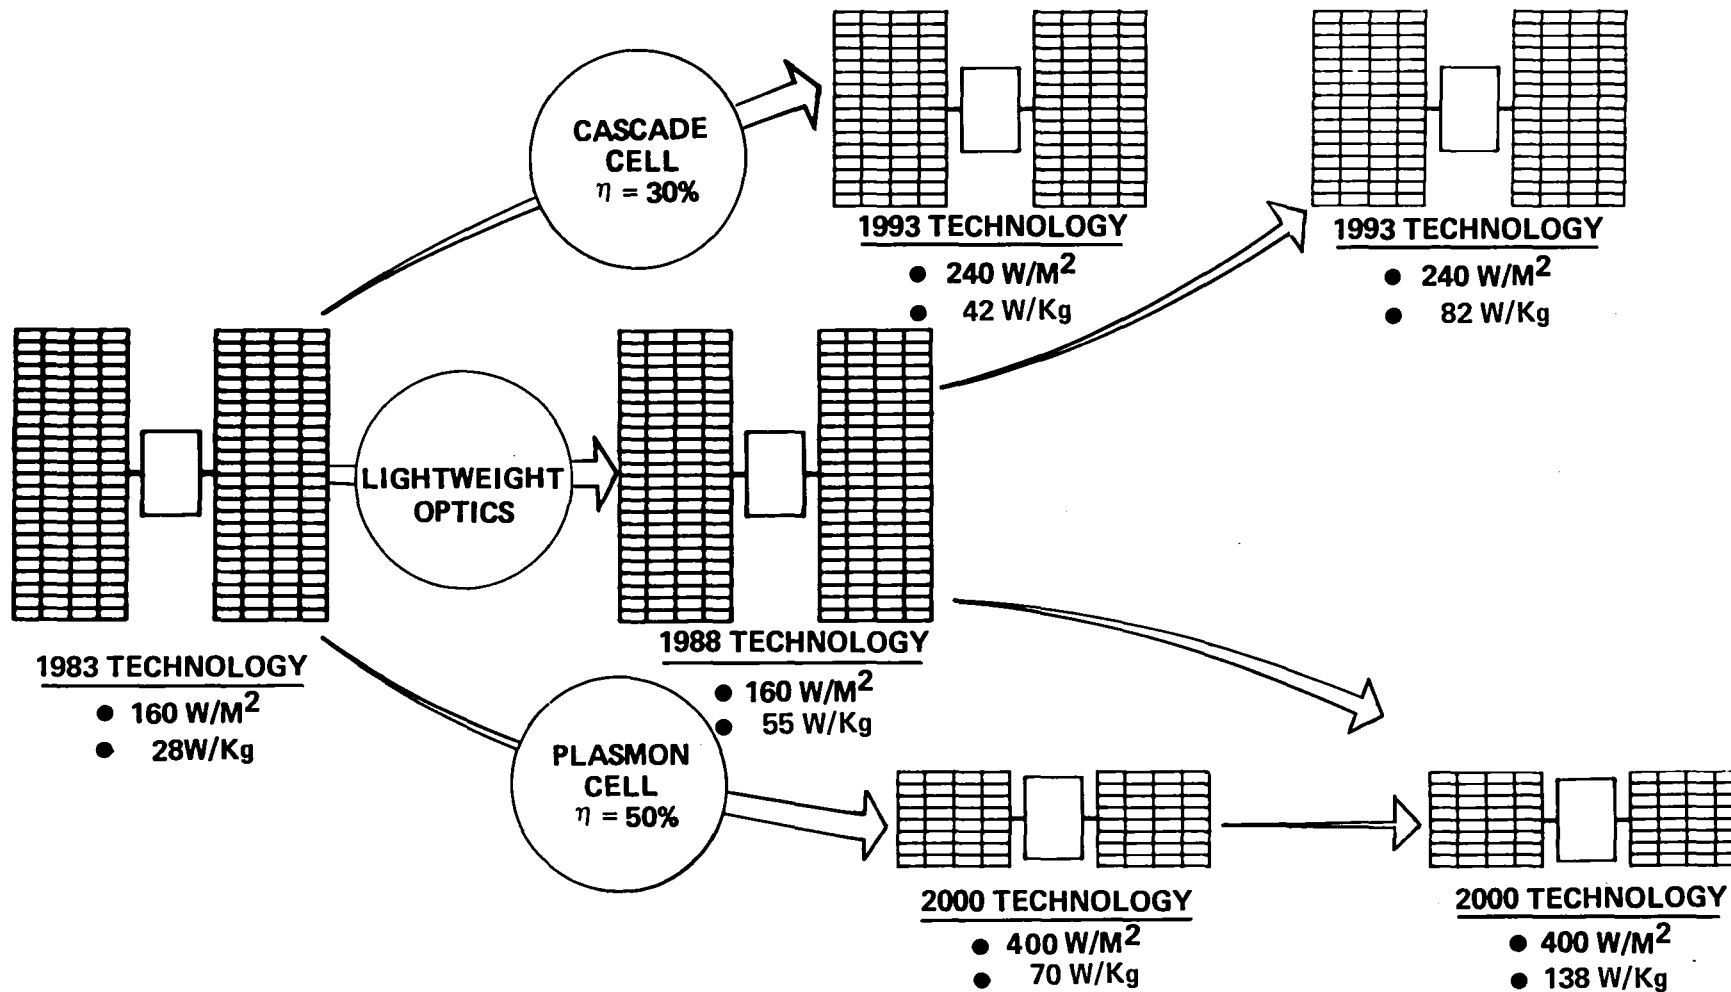 CASCADE
CELL
η = 30%
1993 TECHNOLOGY
● 240 W/M²
● 42 W/Kg
1993 TECHNOLOGY
● 240 W/M²
● 82 W/Kg
LIGHTWEIGHT
OPTICS
1983 TECHNOLOGY
● 160 W/M²
● 28W/Kg
1988 TECHNOLOGY
● 160 W/M²
● 55 W/Kg
PLASMON
CELL
η = 50%
2000 TECHNOLOGY
● 400 W/M²
● 70 W/Kg
2000 TECHNOLOGY
● 400 W/M²
● 138 W/Kg